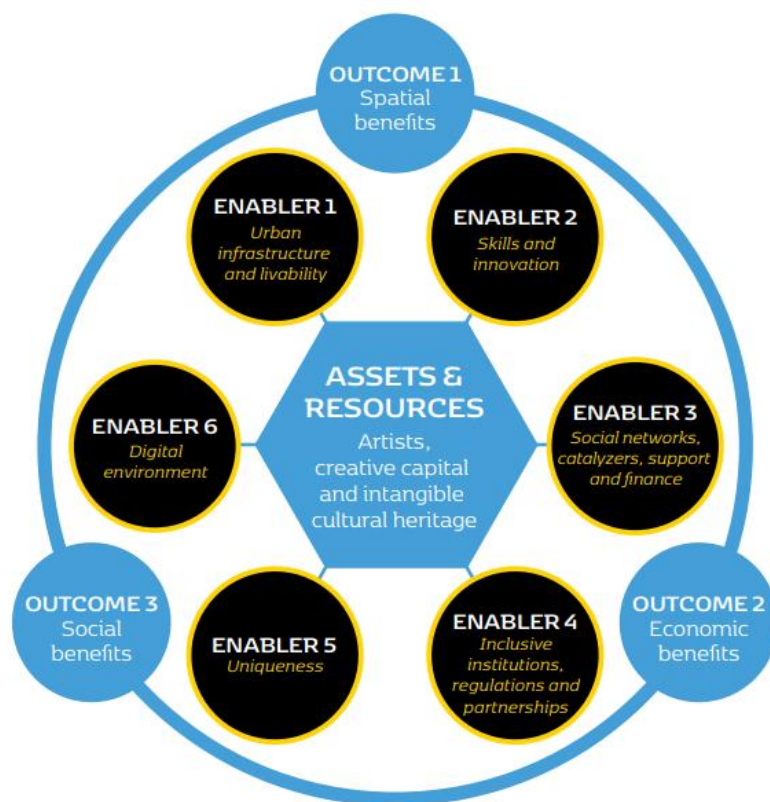 OUTCOME 1
Spatial
benefits
ENABLER 1
Urban
infrastructure
and livability
ENABLER 2
Skills and
innovation
ASSETS &
RESOURCES
Artists,
creative capital
and intangible
cultural heritage
ENABLER 3
Social networks,
catalyzers, support
and finance
ENABLER 6
Digital
environment
OUTCOME 3
Social
benefits
ENABLER 5
Uniqueness
ENABLER 4
Inclusive
institutions,
regulations and
partnerships
OUTCOME 2
Economic
benefits